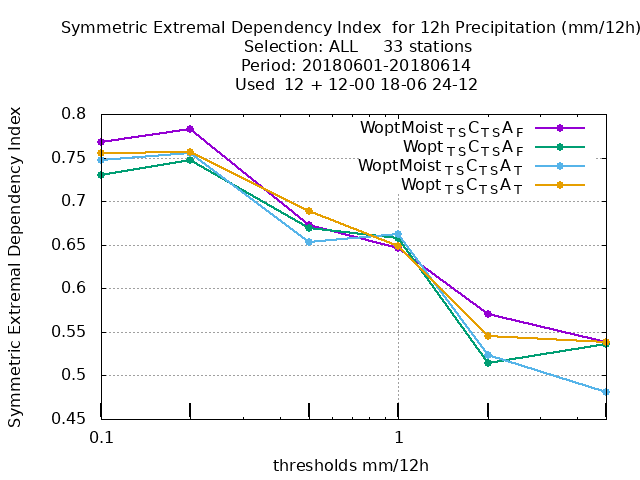 Symmetric Extremal Dependency Index  for 12h Precipitation (mm/12h)
Selection: ALL     33 stations
Period: 20180601-20180614
Used  12 + 12-00 18-06 24-12
Symmetric Extremal Dependency Index
0.8
0.75
0.7
0.65
0.6
0.55
0.5
0.45
WoptMoist TS C TS A F
Wopt TS C TS A F
WoptMoist TS C TS A T
Wopt TS C TS A T
0.1 1
thresholds mm/12h